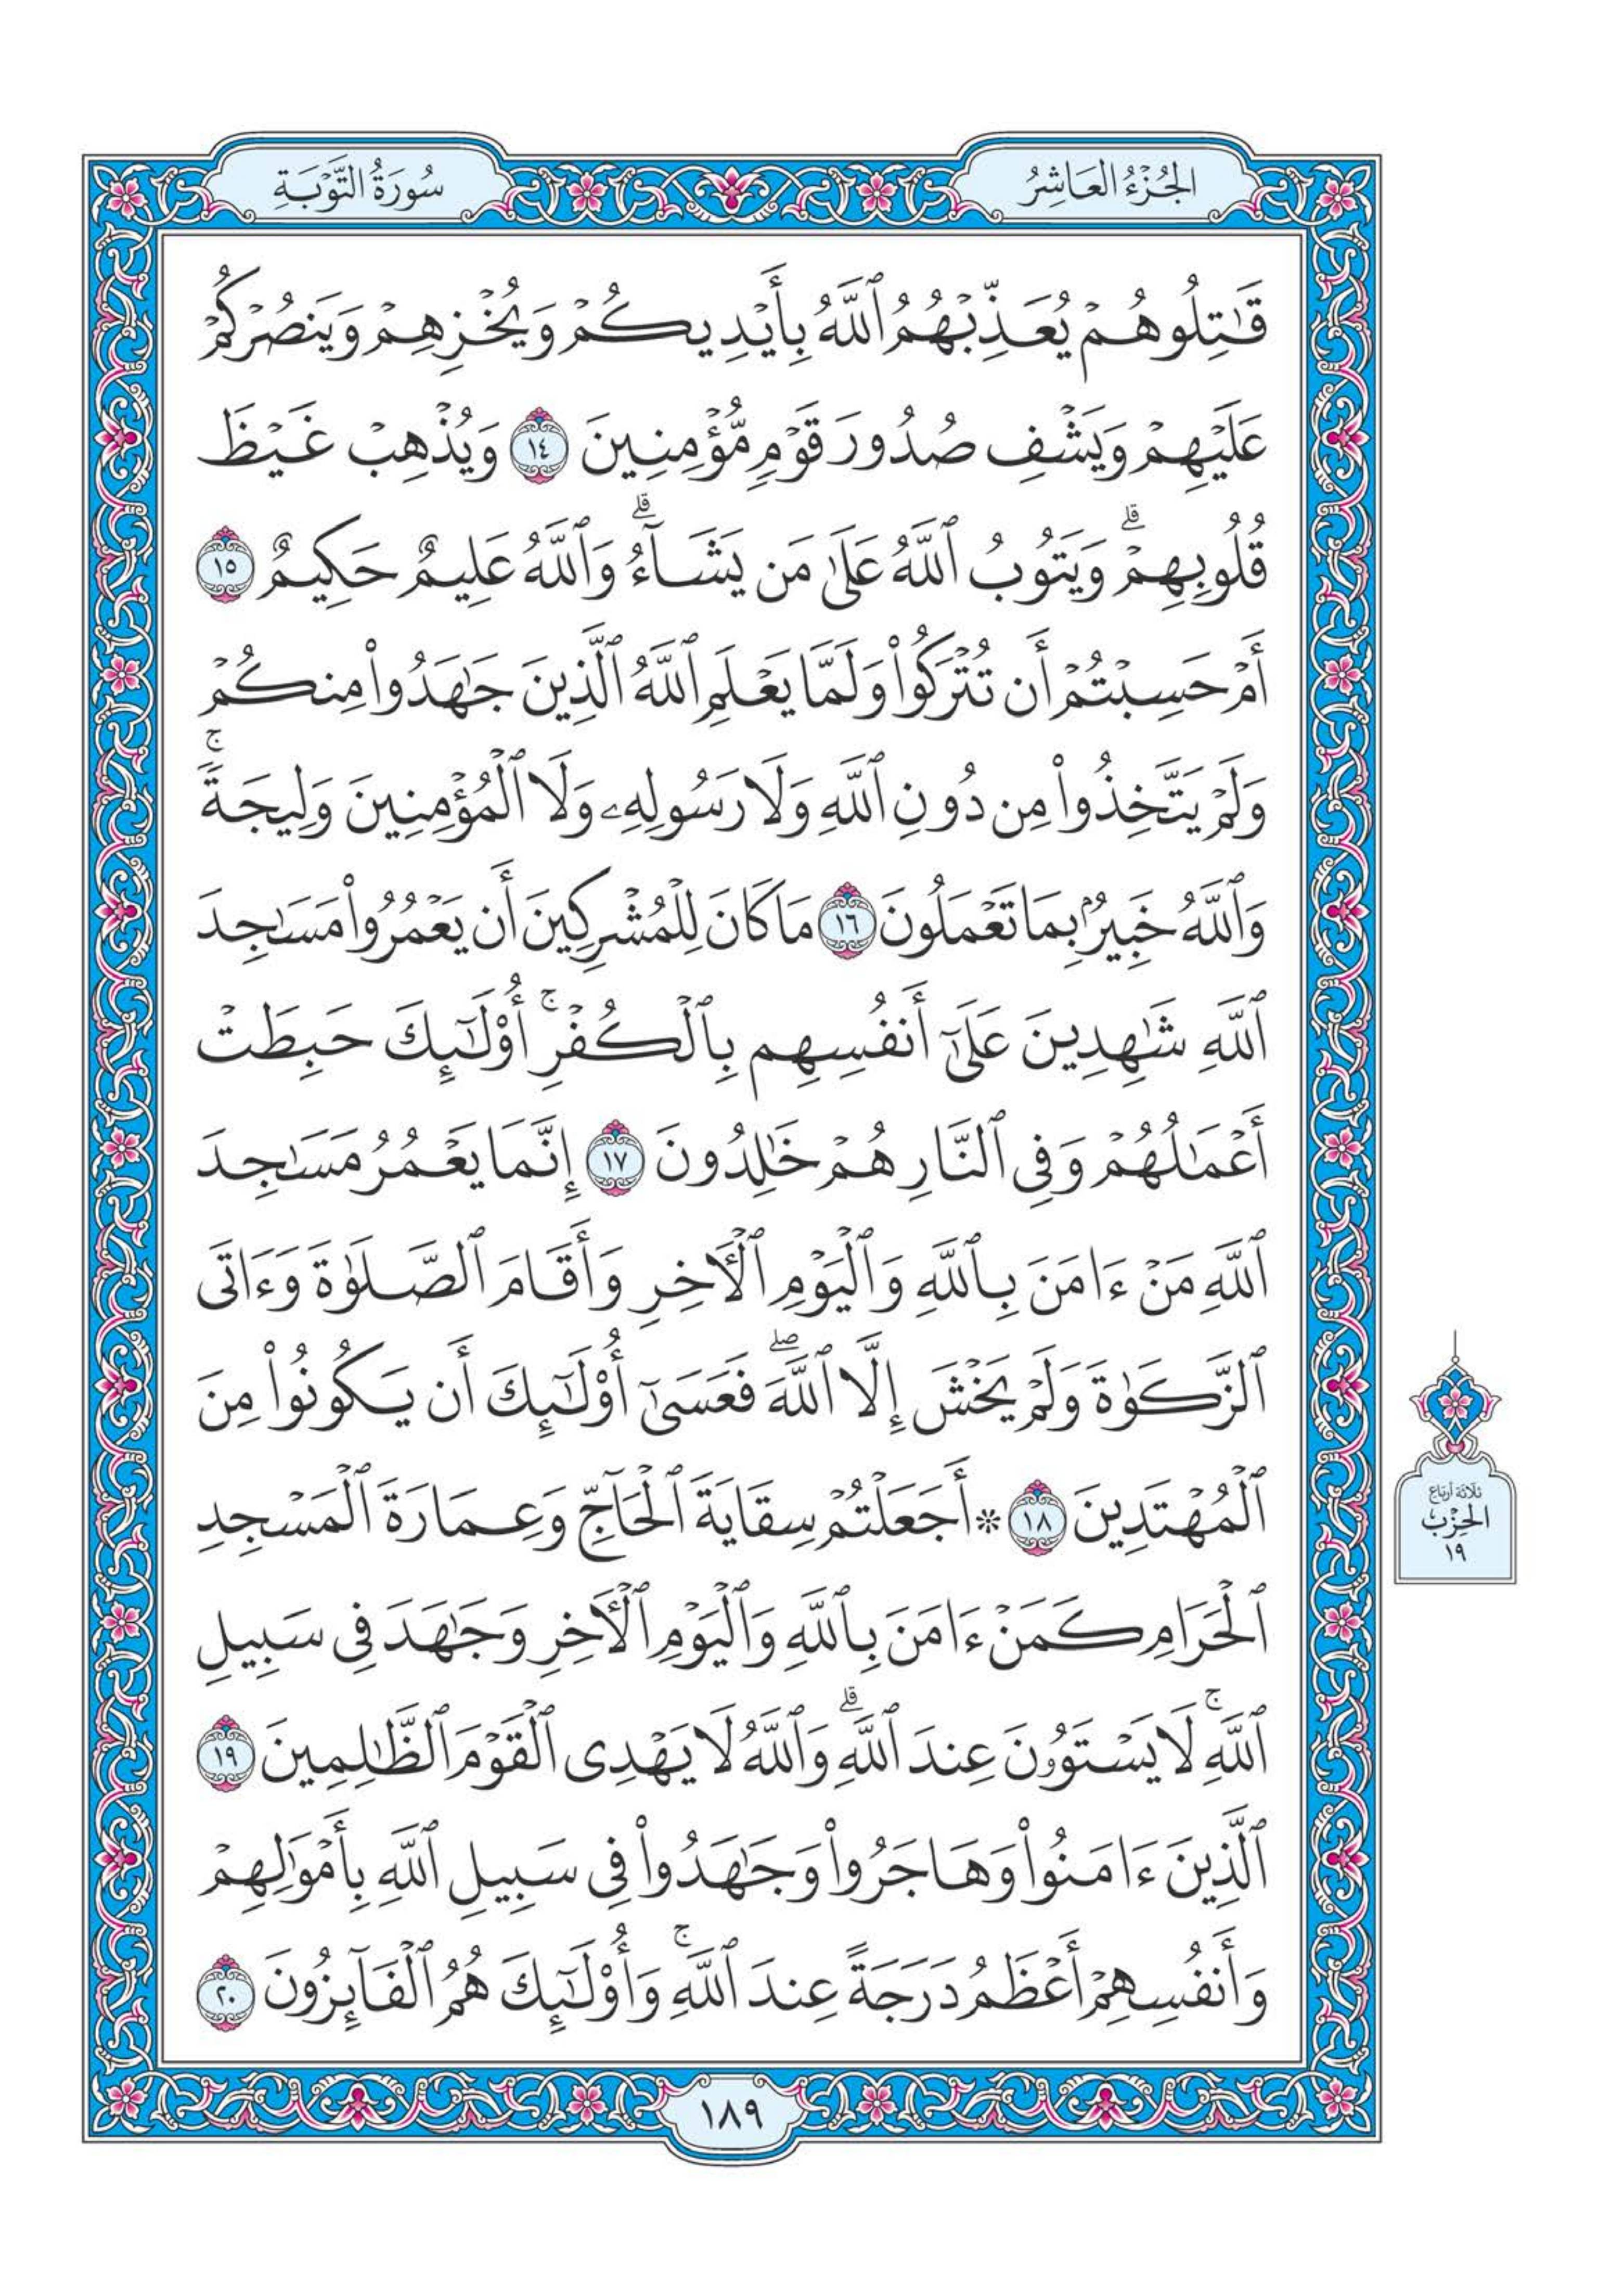 الجُزْءُ العَاشِرُ
سُورَةُ التَّوْبَةِ
قَٰتِلُوهُمْ يُعَذِّبْهُمُ ٱللَّهُ بِأَيْدِيكُمْ وَيُخْزِهِمْ وَيَنصُرْكُمْ
عَلَيْهِمْ وَيَشْفِ صُدُورَ قَوْمٍ مُّؤْمِنِينَ ١٤ وَيُذْهِبْ غَيْظَ
قُلُوبِهِمْ ۗ وَيَتُوبُ ٱللَّهُ عَلَىٰ مَن يَشَآءُ ۗ وَٱللَّهُ عَلِيمٌ حَكِيمٌ ١٥
أَمْ حَسِبْتُمْ أَن تُتْرَكُوا۟ وَلَمَّا يَعْلَمِ ٱللَّهُ ٱلَّذِينَ جَٰهَدُوا۟ مِنكُمْ
وَلَمْ يَتَّخِذُوا۟ مِن دُونِ ٱللَّهِ وَلَا رَسُولِهِۦ وَلَا ٱلْمُؤْمِنِينَ وَلِيجَةً ۚ
وَٱللَّهُ خَبِيرٌۢ بِمَا تَعْمَلُونَ ١٦ مَا كَانَ لِلْمُشْرِكِينَ أَن يَعْمُرُوا۟ مَسَٰجِدَ
ٱللَّهِ شَٰهِدِينَ عَلَىٰٓ أَنفُسِهِم بِٱلْكُفْرِ ۚ أُو۟لَٰٓئِكَ حَبِطَتْ
أَعْمَٰلُهُمْ وَفِى ٱلنَّارِ هُمْ خَٰلِدُونَ ١٧ إِنَّمَا يَعْمُرُ مَسَٰجِدَ
ٱللَّهِ مَنْ ءَامَنَ بِٱللَّهِ وَٱلْيَوْمِ ٱلْءَاخِرِ وَأَقَامَ ٱلصَّلَوٰةَ وَءَاتَى
ٱلزَّكَوٰةَ وَلَمْ يَخْشَ إِلَّا ٱللَّهَ ۖ فَعَسَىٰٓ أُو۟لَٰٓئِكَ أَن يَكُونُوا۟ مِنَ
ٱلْمُهْتَدِينَ ١٨ ۞ أَجَعَلْتُمْ سِقَايَةَ ٱلْحَآجِّ وَعِمَارَةَ ٱلْمَسْجِدِ
ٱلْحَرَامِ كَمَنْ ءَامَنَ بِٱللَّهِ وَٱلْيَوْمِ ٱلْءَاخِرِ وَجَٰهَدَ فِى سَبِيلِ
ٱللَّهِ ۚ لَا يَسْتَوُۥنَ عِندَ ٱللَّهِ ۗ وَٱللَّهُ لَا يَهْدِى ٱلْقَوْمَ ٱلظَّٰلِمِينَ ١٩
ٱلَّذِينَ ءَامَنُوا۟ وَهَاجَرُوا۟ وَجَٰهَدُوا۟ فِى سَبِيلِ ٱللَّهِ بِأَمْوَٰلِهِمْ
وَأَنفُسِهِمْ أَعْظَمُ دَرَجَةً عِندَ ٱللَّهِ ۚ وَأُو۟لَٰٓئِكَ هُمُ ٱلْفَآئِزُونَ ٢٠
ثلاثة أرباع
الحِزْب
١٩
١٨٩